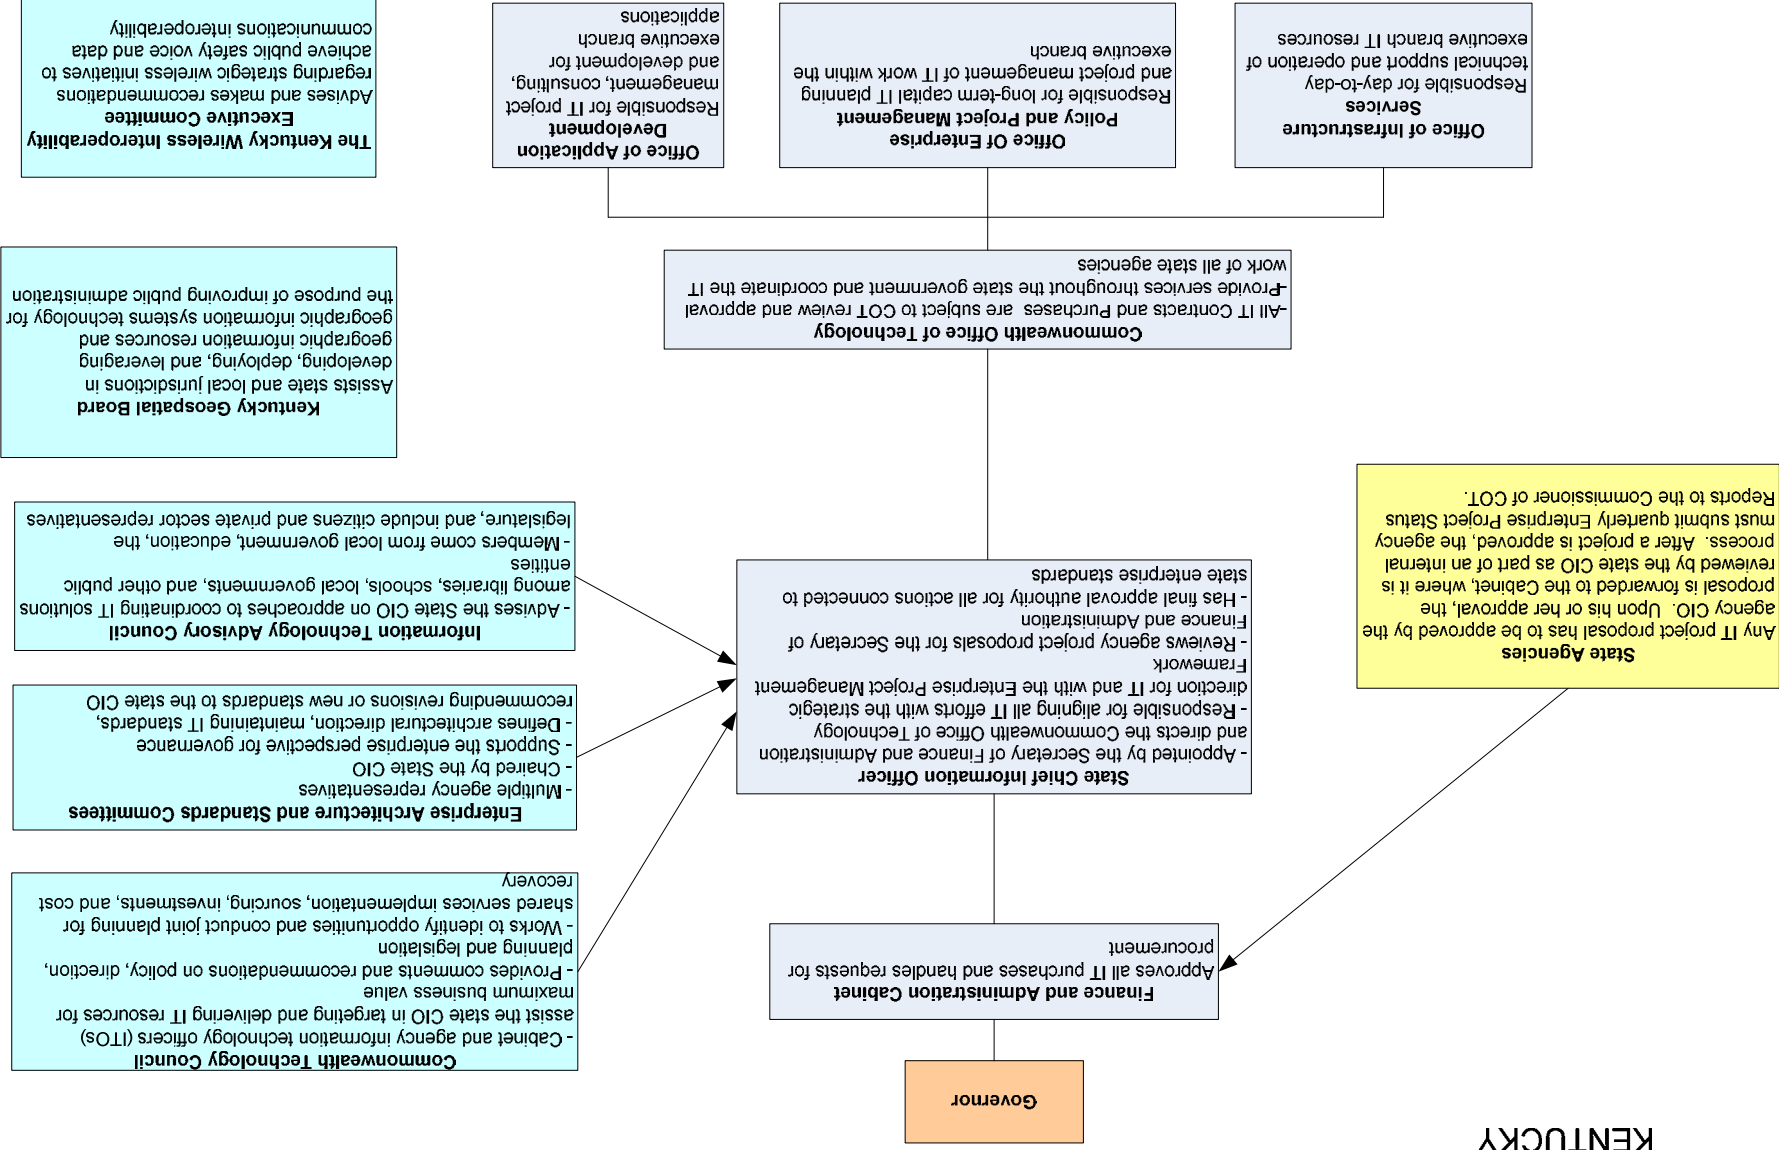 KENTUCKY
Governor
Finance and Administration Cabinet
Approves all IT purchases and handles requests for
procurement
Commonwealth Technology Council
- Cabinet and agency information technology officers (ITOs)
assist the state CIO in targeting and delivering IT resources for
maximum business value
- Provides comments and recommendations on policy, direction,
planning and legislation
- Works to identify opportunities and conduct joint planning for
shared services implementation, sourcing, investments, and cost
recovery
State Chief Information Officer
- Appointed by the Secretary of Finance and Administration
and directs the Commonwealth Office of Technology
- Responsible for aligning all IT efforts with the strategic
direction for IT and with the Enterprise Project Management
Framework
- Reviews agency project proposals for the Secretary of
Finance and Administration
- Has final approval authority for all actions connected to
state enterprise standards
Enterprise Architecture and Standards Committees
- Multiple agency representatives
- Chaired by the State CIO
- Supports the enterprise perspective for governance
- Defines architectural direction, maintaining IT standards,
recommending revisions or new standards to the state CIO
State Agencies
Any IT project proposal has to be approved by the
agency CIO. Upon his or her approval, the
proposal is forwarded to the Cabinet, where it is
reviewed by the state CIO as part of an internal
process. After a project is approved, the agency
must submit quarterly Enterprise Project Status
Reports to the Commissioner of COT.
Information Technology Advisory Council
- Advises the State CIO on approaches to coordinating IT solutions
among libraries, schools, local governments, and other public
entities
- Members come from local government, education, the
legislature, and include citizens and private sector representatives
Kentucky Geospatial Board
Assists state and local jurisdictions in
developing, deploying, and leveraging
geographic information resources and
geographic information systems technology for
the purpose of improving public administration
Commonwealth Office of Technology
-All IT Contracts and Purchases are subject to COT review and approval
-Provide services throughout the state government and coordinate the IT
work of all state agencies
Office of Infrastructure
Services
Responsible for day-to-day
technical support and operation of
executive branch IT resources
Office Of Enterprise
Policy and Project Management
Responsible for long-term capital IT planning
and project management of IT work within the
executive branch
Office of Application
Development
Responsible for IT project
management, consulting,
and development for
executive branch
applications
The Kentucky Wireless Interoperability
Executive Committee
Advises and makes recommendations
regarding strategic wireless initiatives to
achieve public safety voice and data
communications interoperability